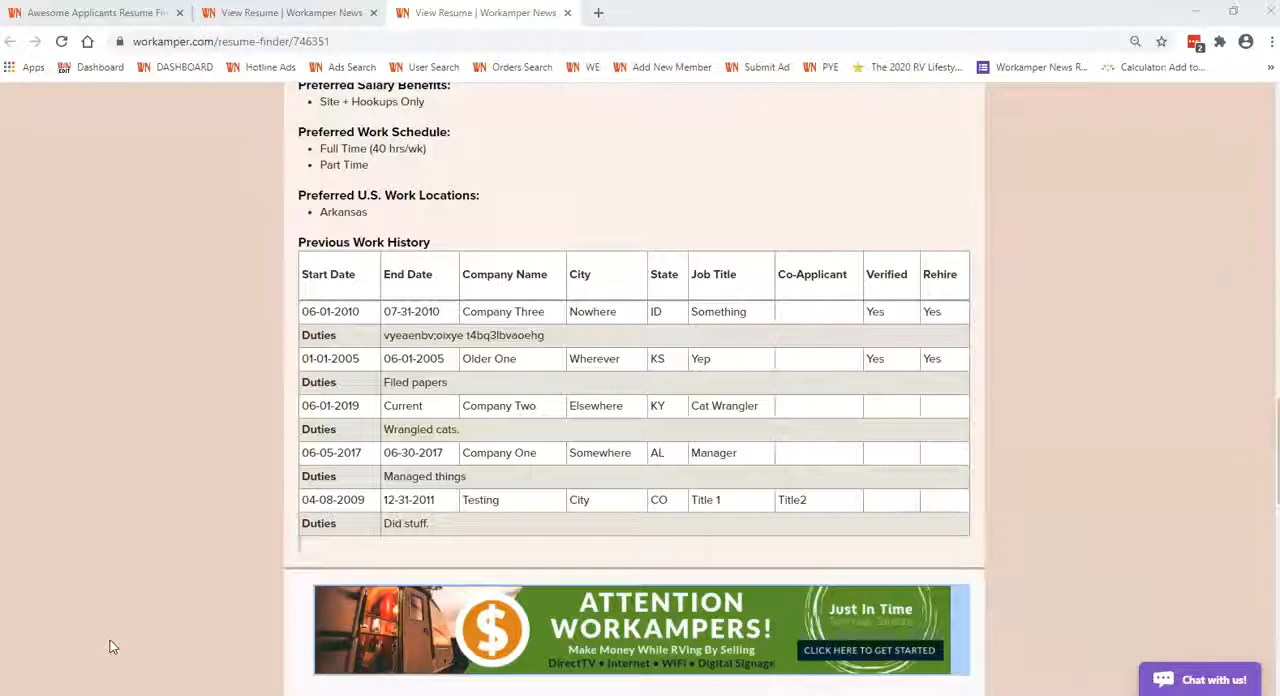 Awesome Applicants Resume Fi
View Resume | Workamper News
View Resume | Workamper News
workamper.com/resume-finder/746351
2
Apps
Dashboard
DASHBOARD
Hotline Ads
Ads Search
User Search
Orders Search
WE
Add New Member
Submit Ad
PYE
The 2020 RV Lifesty...
Workamper News R...
Calculator: Add to...
Preferred Salary Benefits:
• Site + Hookups Only
Preferred Work Schedule:
• Full Time (40 hrs/wk)
• Part Time
Preferred U.S. Work Locations:
• Arkansas
Previous Work History
Start Date End Date Company Name City State Job Title Co-Applicant Verified Rehire
06-01-2010 07-31-2010 Company Three Nowhere ID Something Yes Yes
Duties vyeaenbv;oixye t4bq3lbvaoehg
01-01-2005 06-01-2005 Older One Wherever KS Yep Yes Yes
Duties Filed papers
06-01-2019 Current Company Two Elsewhere KY Cat Wrangler
Duties Wrangled cats.
06-05-2017 06-30-2017 Company One Somewhere AL Manager
Duties Managed things
04-08-2009 12-31-2011 Testing City CO Title 1 Title2
Duties Did stuff.
$
ATTENTION
WORKAMPERS!
Make Money While RVing By Selling
DirectTV • Internet • WiFi • Digital Signage
Just In Time
CLICK HERE TO GET STARTED
Chat with us!